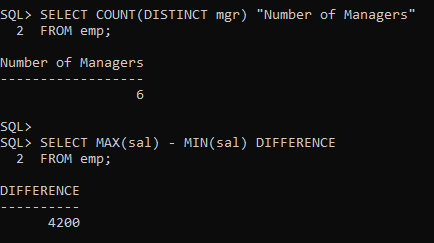 SQL> SELECT COUNT(DISTINCT mgr) "Number of Managers"
  2  FROM emp;
Number of Managers
------------------
                 6
SQL>
SQL> SELECT MAX(sal) - MIN(sal) DIFFERENCE
  2  FROM emp;
DIFFERENCE
----------
      4200